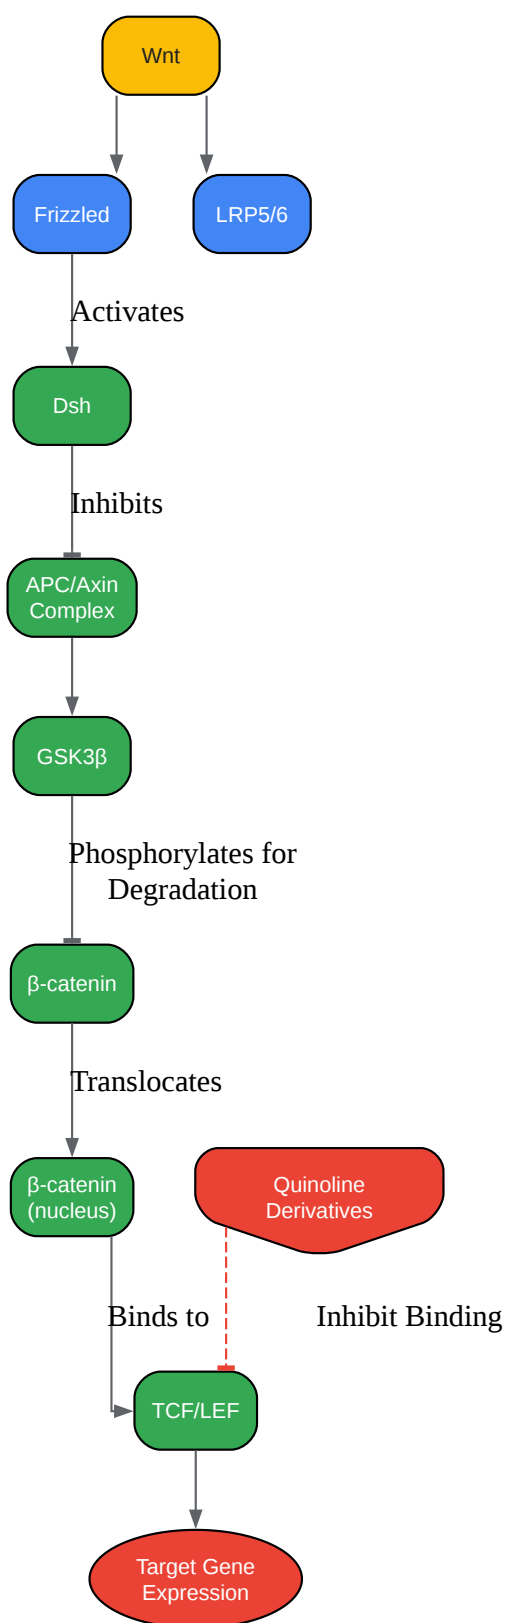 Wnt
Frizzled
LRP5/6
Activates
Dsh
Inhibits
APC/Axin
Complex
GSK3β
Phosphorylates for
Degradation
β-catenin
Translocates
β-catenin
(nucleus)
Quinoline
Derivatives
Binds to
Inhibit Binding
TCF/LEF
Target Gene
Expression